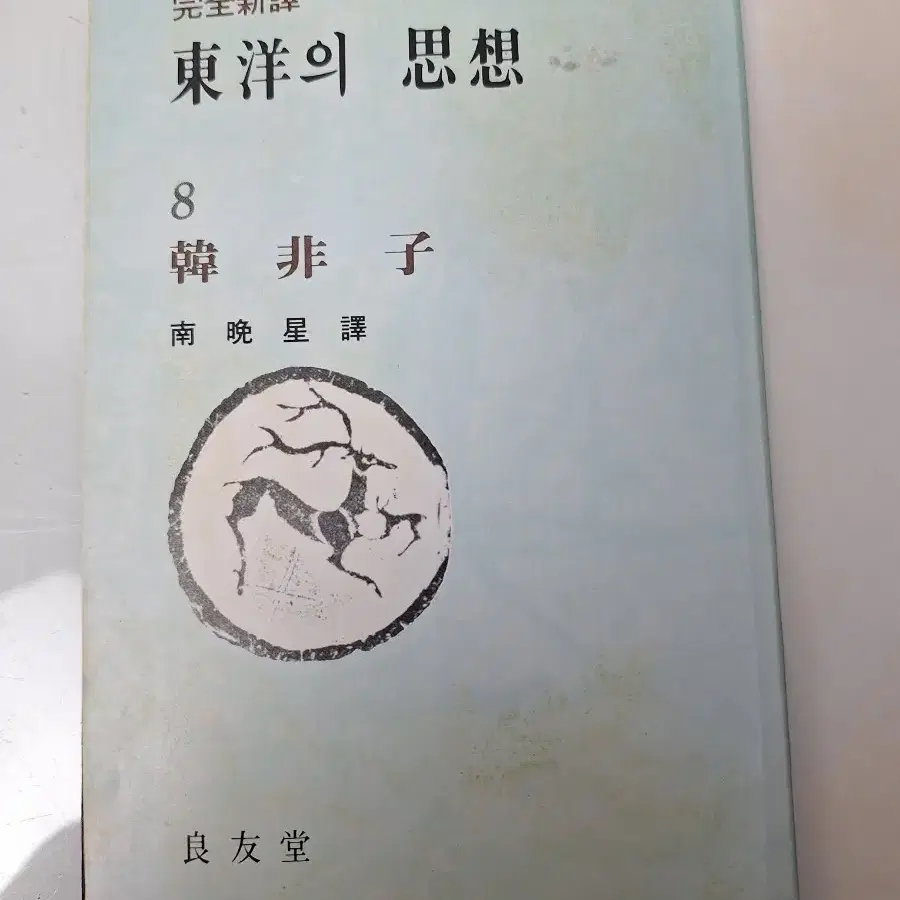 完全新譯
東洋의 思想
8
韓非子
南晩星譯
良友堂